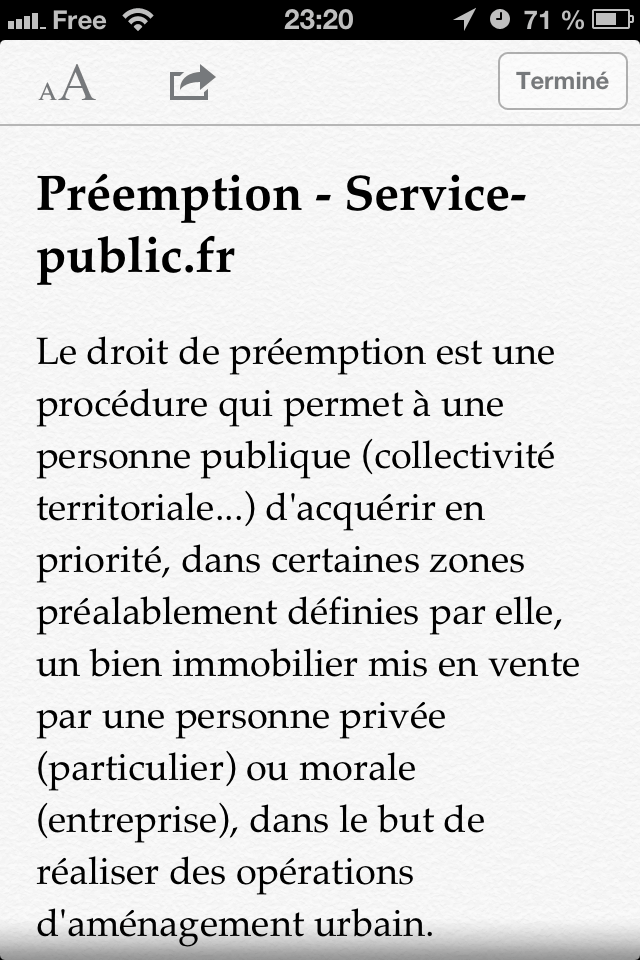 Free 23:20 71 %
AA Terminé
Préemption - Service-
public.fr
Le droit de préemption est une
procédure qui permet à une
personne publique (collectivité
territoriale...) d'acquérir en
priorité, dans certaines zones
préalablement définies par elle,
un bien immobilier mis en vente
par une personne privée
(particulier) ou morale
(entreprise), dans le but de
réaliser des opérations
d'aménagement urbain.